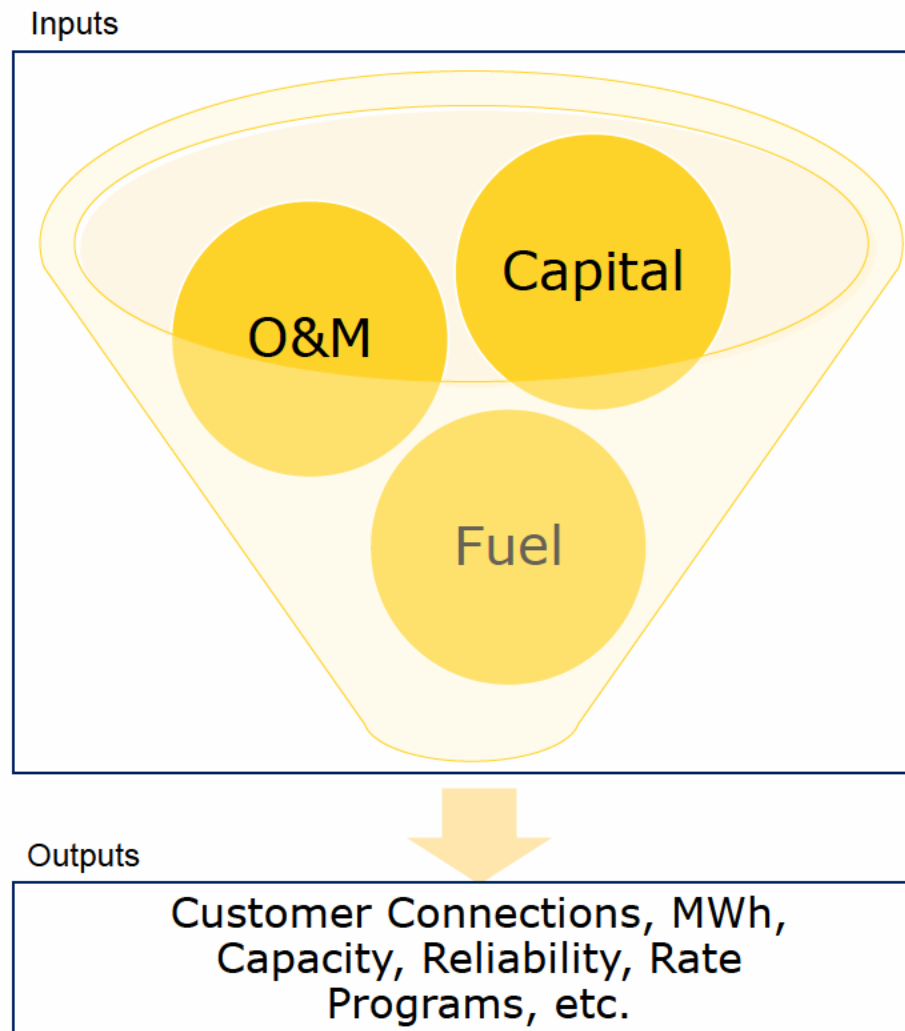 Inputs
Capital
O&M
Fuel
Outputs
Customer Connections, MWh,
Capacity, Reliability, Rate
Programs, etc.